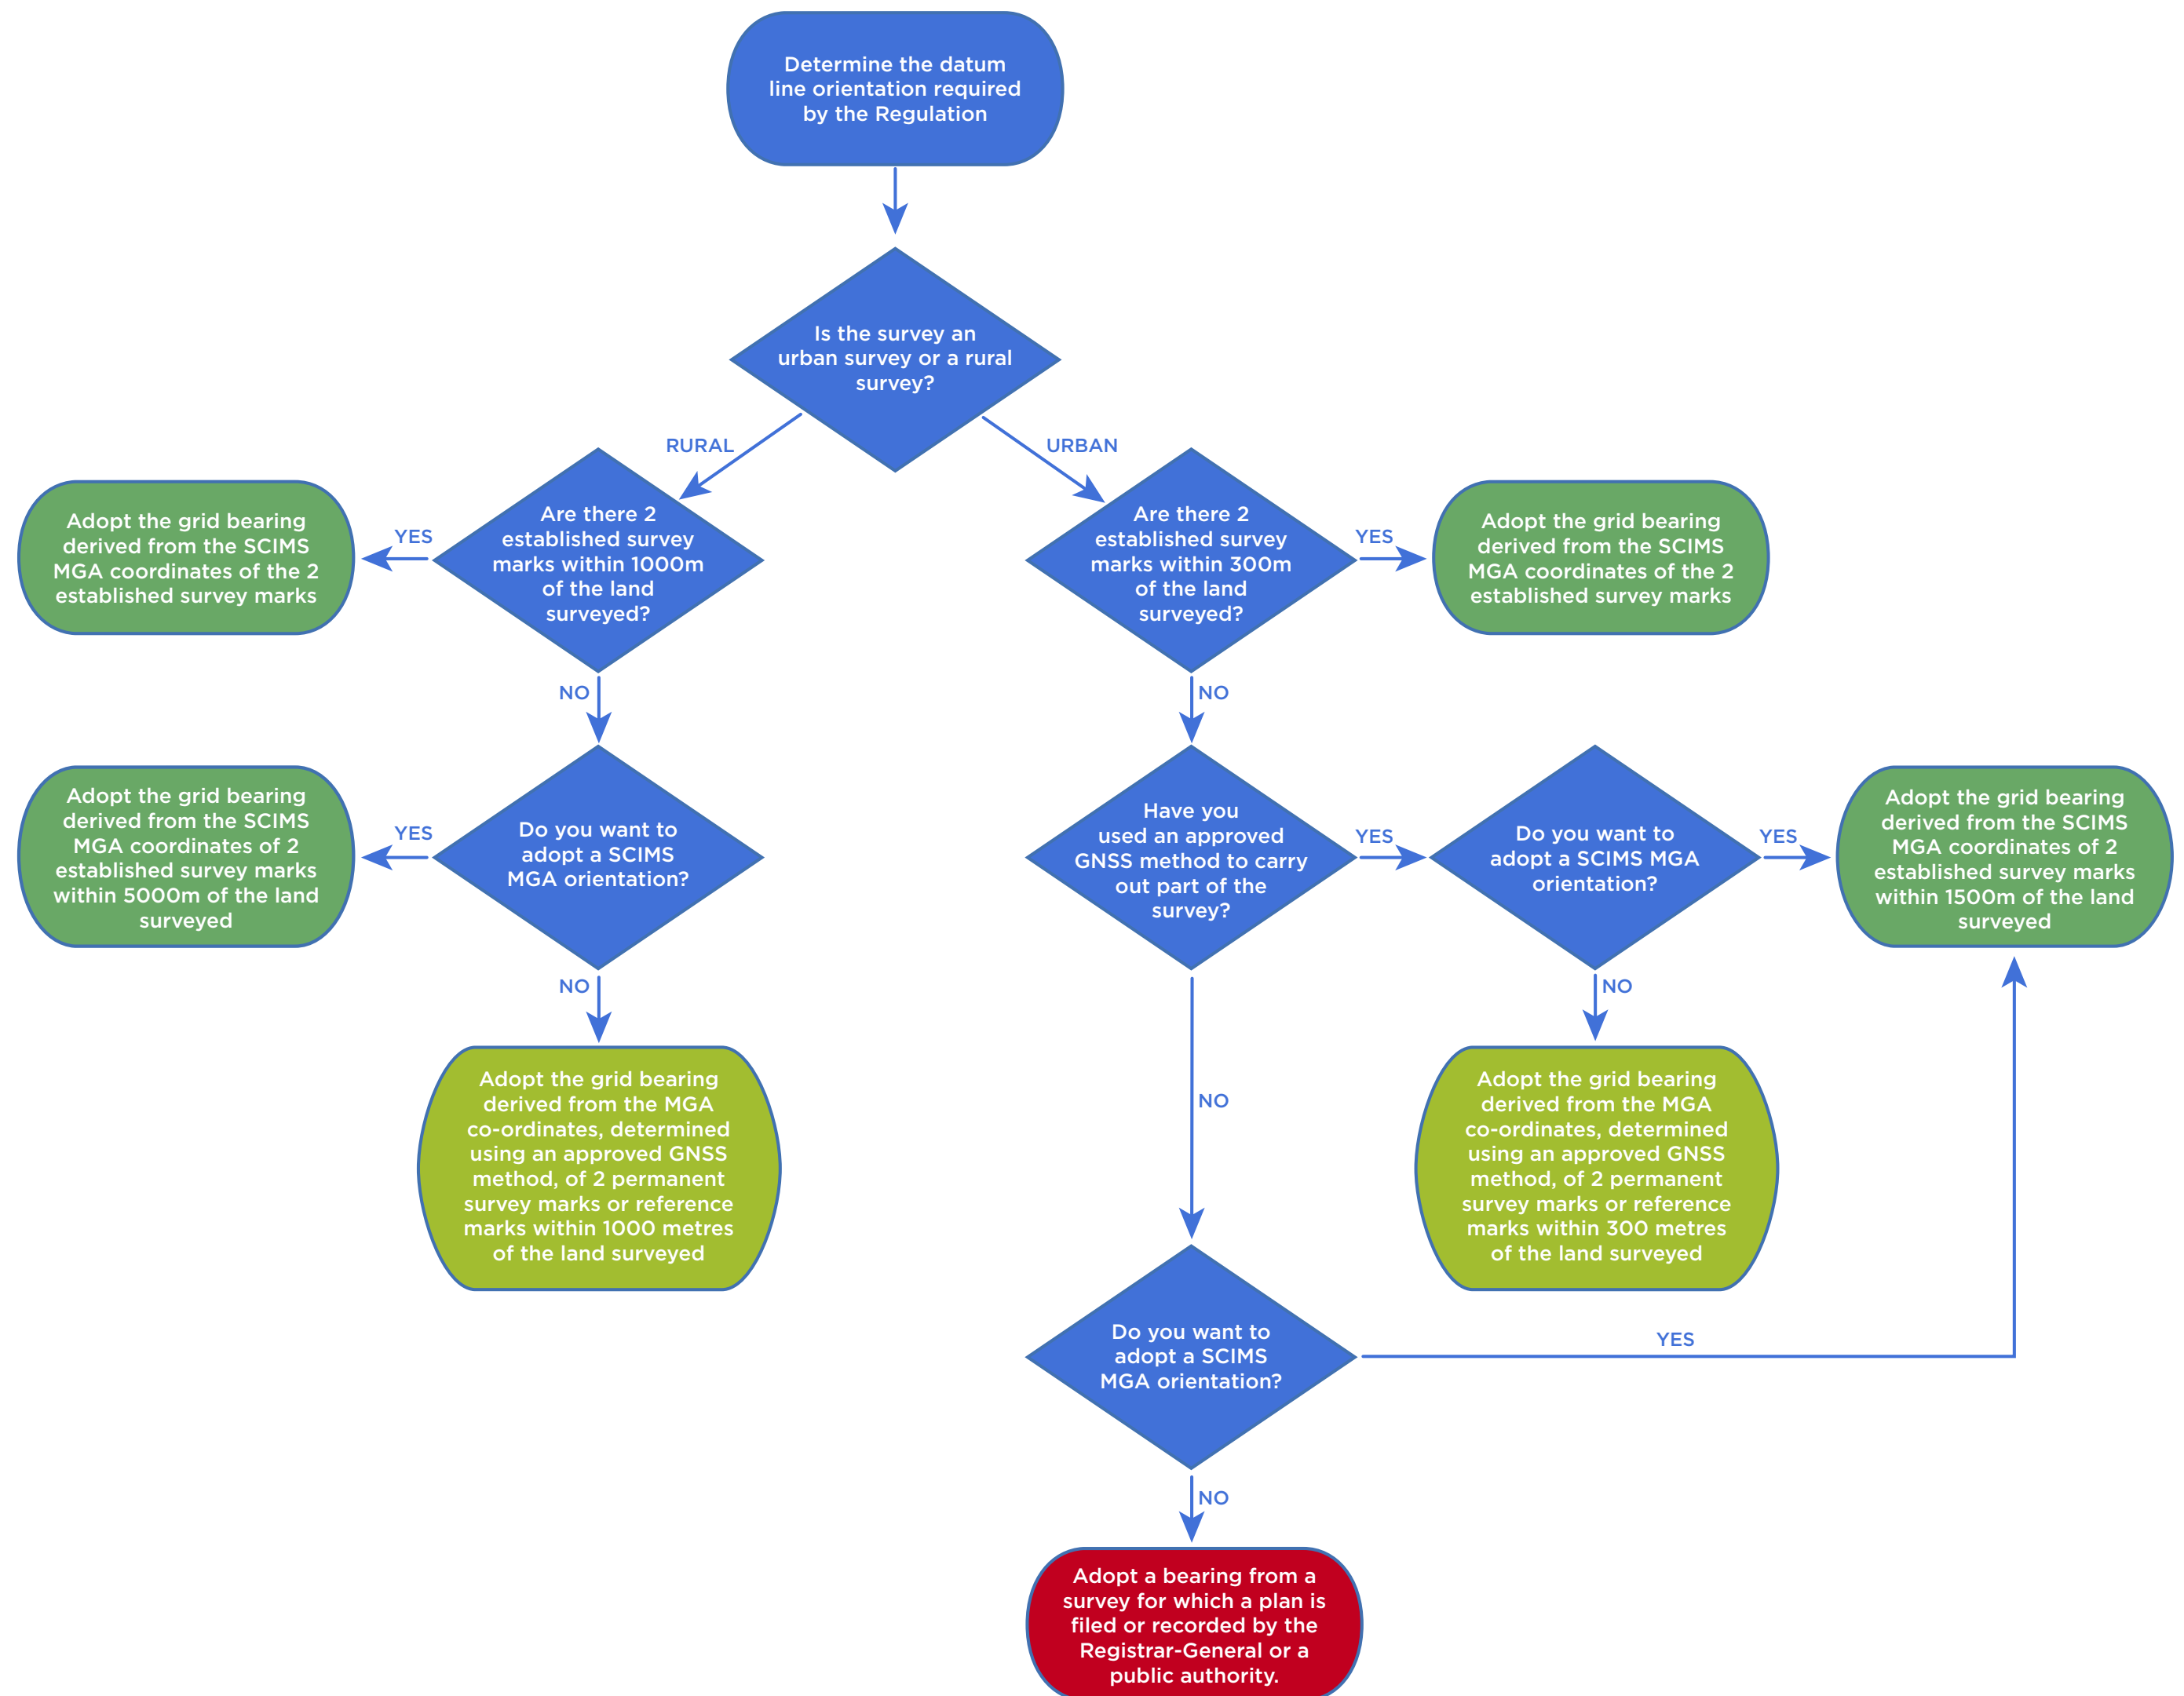 Determine the datum
line orientation required
by the Regulation
Is the survey an
urban survey or a rural
survey?
RURAL
URBAN
Adopt the grid bearing
derived from the SCIMS
MGA coordinates of the 2
established survey marks
YES
Are there 2
established survey
marks within 1000m
of the land
surveyed?
Are there 2
established survey
marks within 300m
of the land
surveyed?
YES
Adopt the grid bearing
derived from the SCIMS
MGA coordinates of the 2
established survey marks
NO
NO
Adopt the grid bearing
derived from the SCIMS
MGA coordinates of 2
established survey marks
within 5000m of the land
surveyed
YES
Do you want to
adopt a SCIMS
MGA orientation?
Have you
used an approved
GNSS method to carry
out part of the
survey?
YES
Do you want to
adopt a SCIMS MGA
orientation?
YES
Adopt the grid bearing
derived from the SCIMS
MGA coordinates of 2
established survey marks
within 1500m of the land
surveyed
NO
NO
Adopt the grid bearing
derived from the MGA
co-ordinates, determined
using an approved GNSS
method, of 2 permanent
survey marks or reference
marks within 1000 metres
of the land surveyed
NO
Adopt the grid bearing
derived from the MGA
co-ordinates, determined
using an approved GNSS
method, of 2 permanent
survey marks or reference
marks within 300 metres
of the land surveyed
Do you want to
adopt a SCIMS
MGA orientation?
YES
NO
Adopt a bearing from a
survey for which a plan is
filed or recorded by the
Registrar-General or a
public authority.